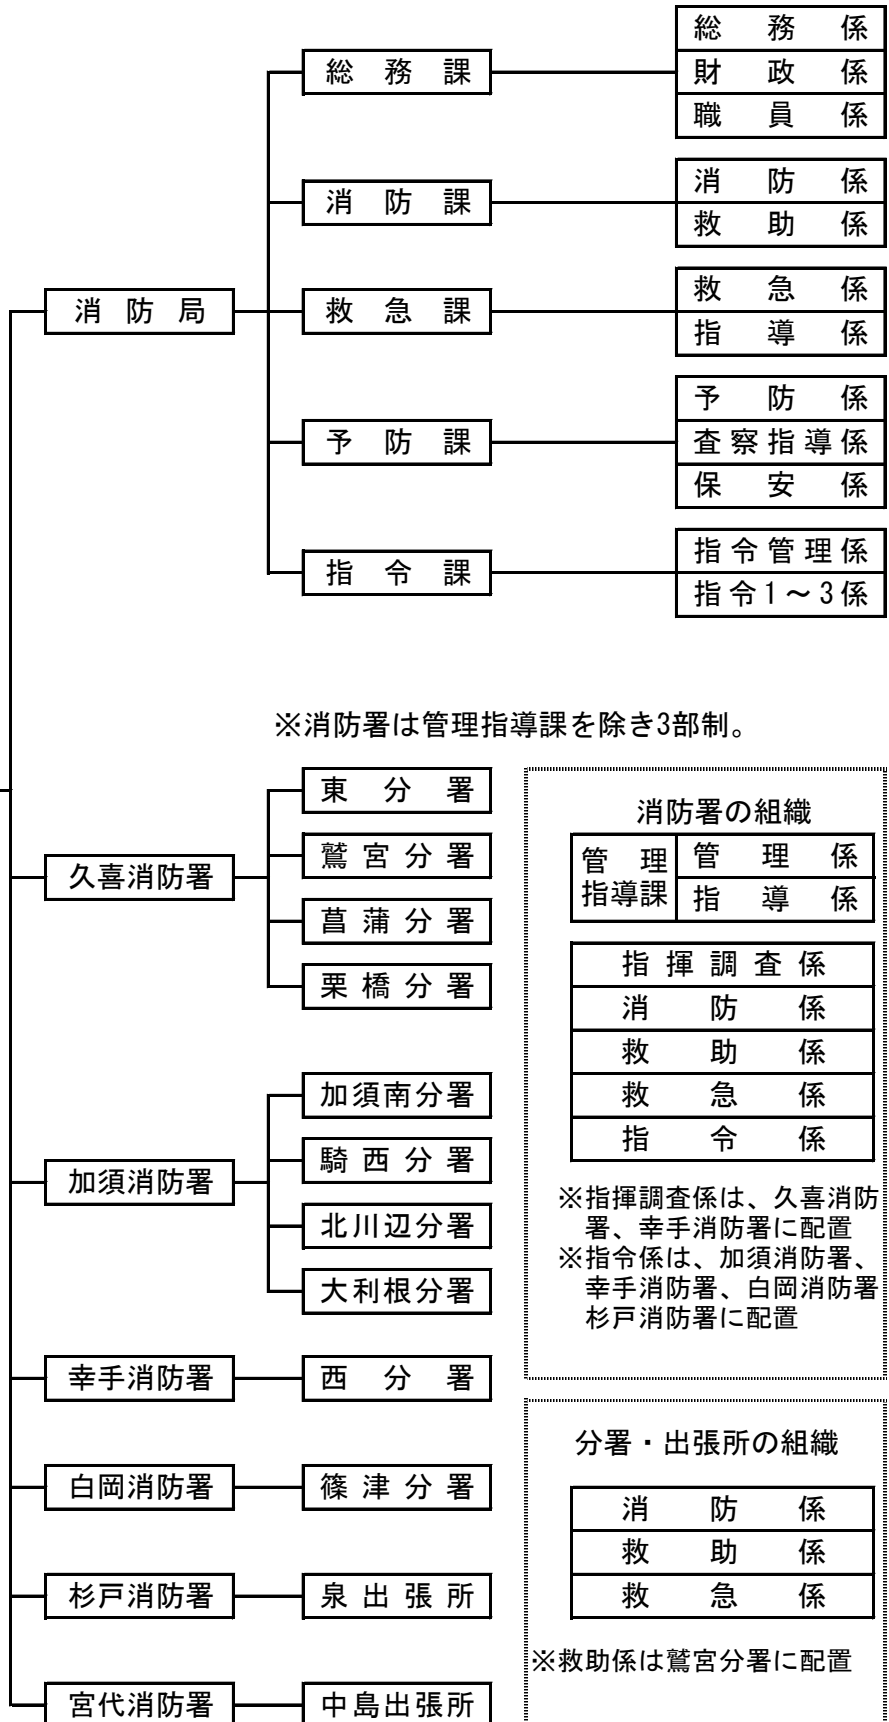 総務係
総務課
財政係
職員係
消防係
消防課
救助係
救急係
消防局
救急課
指導係
予防係
予防課
査察指導係
保安係
指令管理係
指令課
指令1～3係
※消防署は管理指導課を除き3部制。
久喜消防署
東分署
鷲宮分署
菖蒲分署
栗橋分署
加須消防署
加須南分署
騎西分署
北川辺分署
大利根分署
幸手消防署
西分署
白岡消防署
篠津分署
杉戸消防署
泉出張所
宮代消防署
中島出張所
消防署の組織
管理
指導課
管理係
指導係
指揮調査係
消防係
救助係
救急係
指令係
※指揮調査係は、久喜消防
署、幸手消防署に配置
※指令係は、加須消防署、
幸手消防署、白岡消防署
杉戸消防署に配置
分署・出張所の組織
消防係
救助係
救急係
※救助係は鷲宮分署に配置